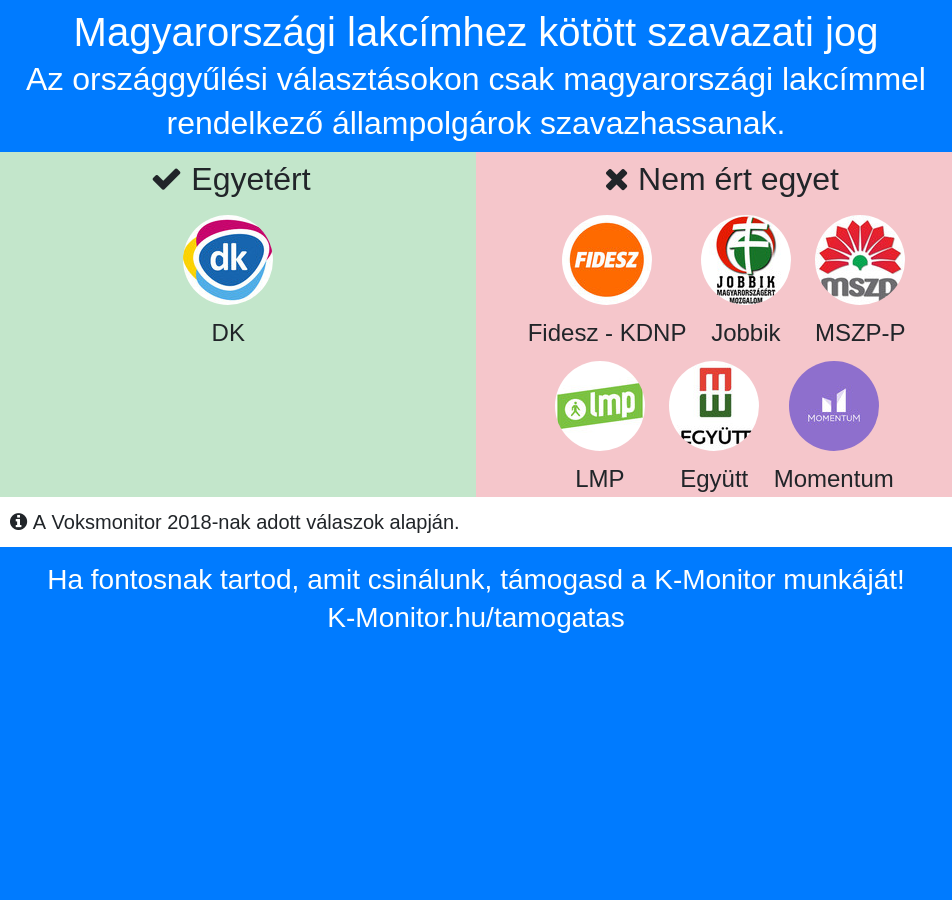 Magyarországi lakcímhez kötött szavazati jog
Az országgyűlési választásokon csak magyarországi lakcímmel
rendelkező állampolgárok szavazhassanak.
Egyetért
Nem ért egyet
dk
FIDESZ
JOBBIK
MAGYARORSZÁGÉRT
MOZGALOM
mszp
DK
Fidesz - KDNP
Jobbik
MSZP-P
lmp
EGYÜTT
MOMENTUM
LMP
Együtt
Momentum
A Voksmonitor 2018-nak adott válaszok alapján.
Ha fontosnak tartod, amit csinálunk, támogasd a K-Monitor munkáját!
K-Monitor.hu/tamogatas